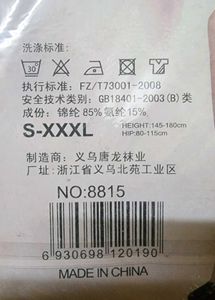 洗涤标准:
30
执行标准: FZ/T73001-2008
安全技术类别: GB18401-2003(B)类
成份: 锦纶 85% 氨纶15%
S-XXXL HEIGHT:145-180cm
HIP:80-115cm
制造商: 义乌唐龙袜业
厂址: 浙江省义乌北苑工业区
NO:8815
6 930698 120190 >
MADE IN CHINA